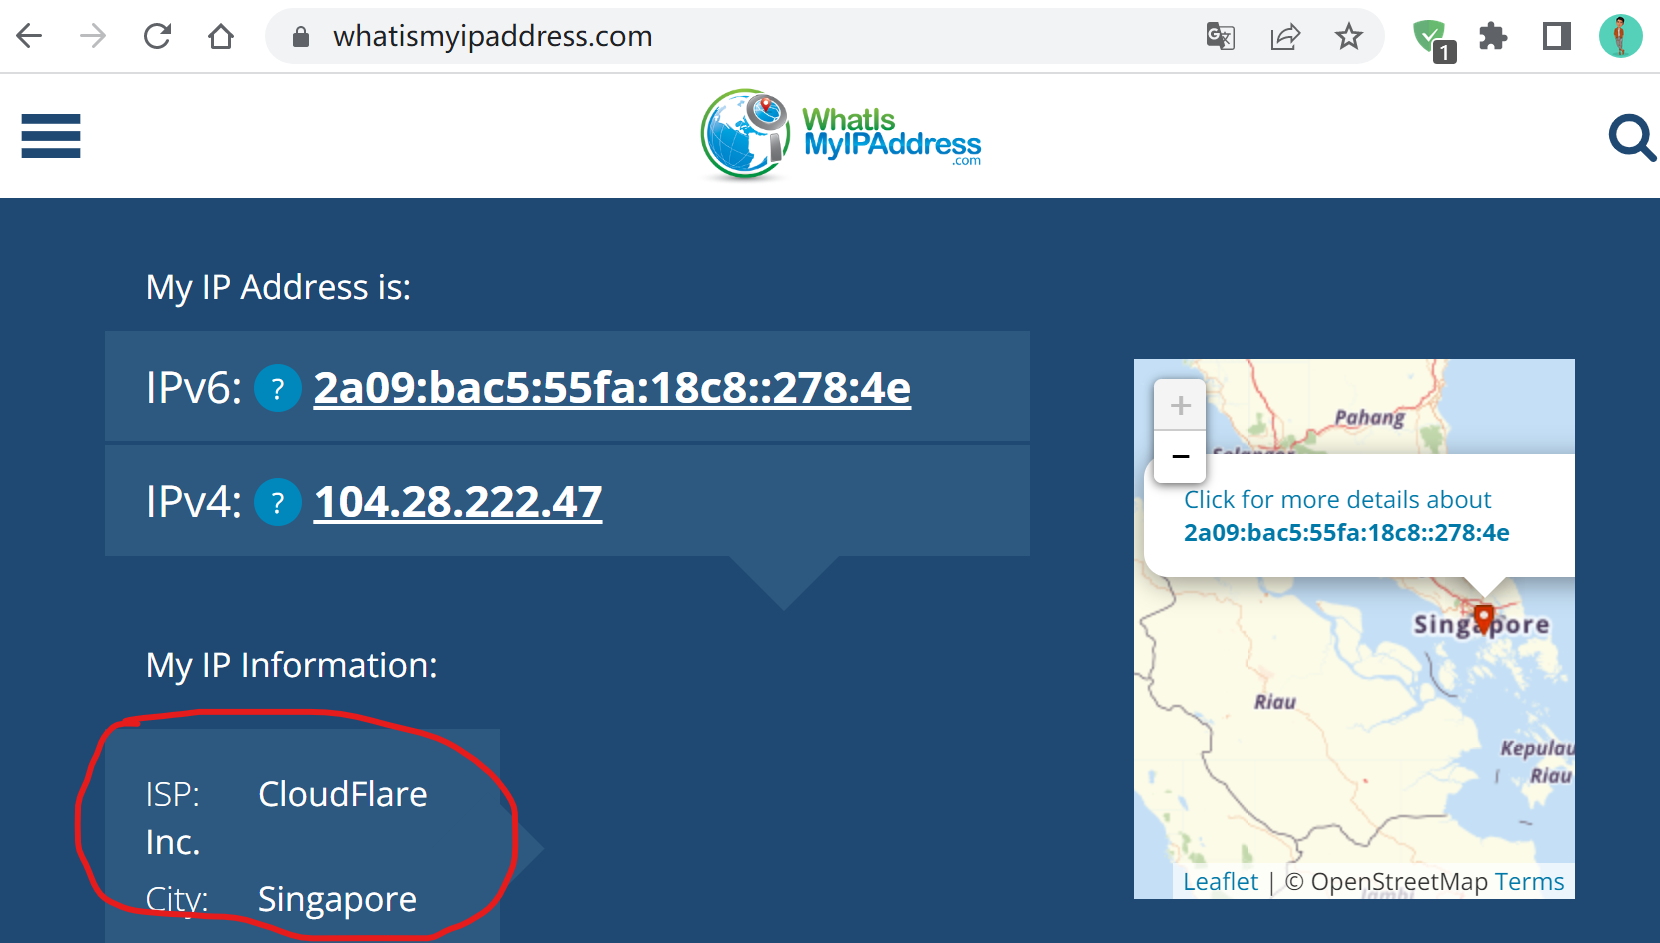 whatismyipaddress.com
1
WhatIs
MyIPAddress
.com
My IP Address is:
IPv6: ? 2a09:bac5:55fa:18c8::278:4e
IPv4: ? 104.28.222.47
My IP Information:
ISP: CloudFlare
Inc.
City: Singapore
+
−
Pahang
Selangor
Click for more details about
2a09:bac5:55fa:18c8::278:4e
Singapore
Riau
Kepulau
Riau
Jambi
Leaflet | © OpenStreetMap Terms